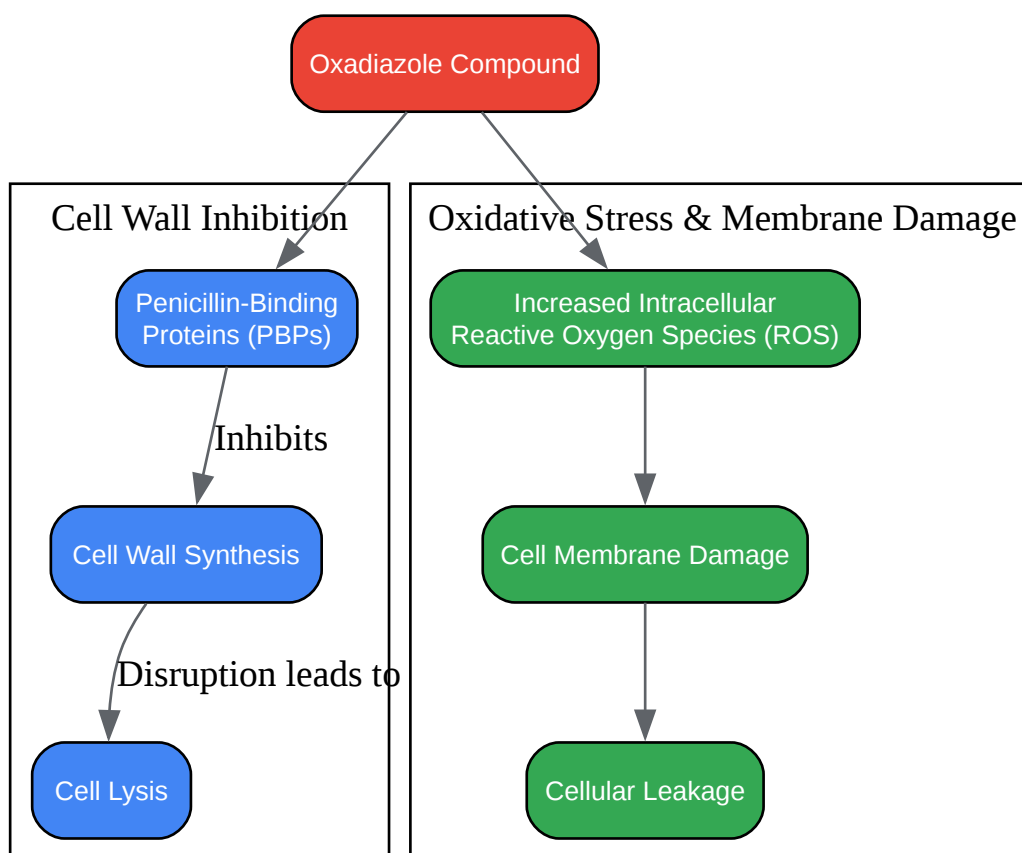 Oxadiazole Compound
Cell Wall Inhibition
Penicillin-Binding
Proteins (PBPs)
Inhibits
Cell Wall Synthesis
Disruption leads to
Cell Lysis
Oxidative Stress & Membrane Damage
Increased Intracellular
Reactive Oxygen Species (ROS)
Cell Membrane Damage
Cellular Leakage